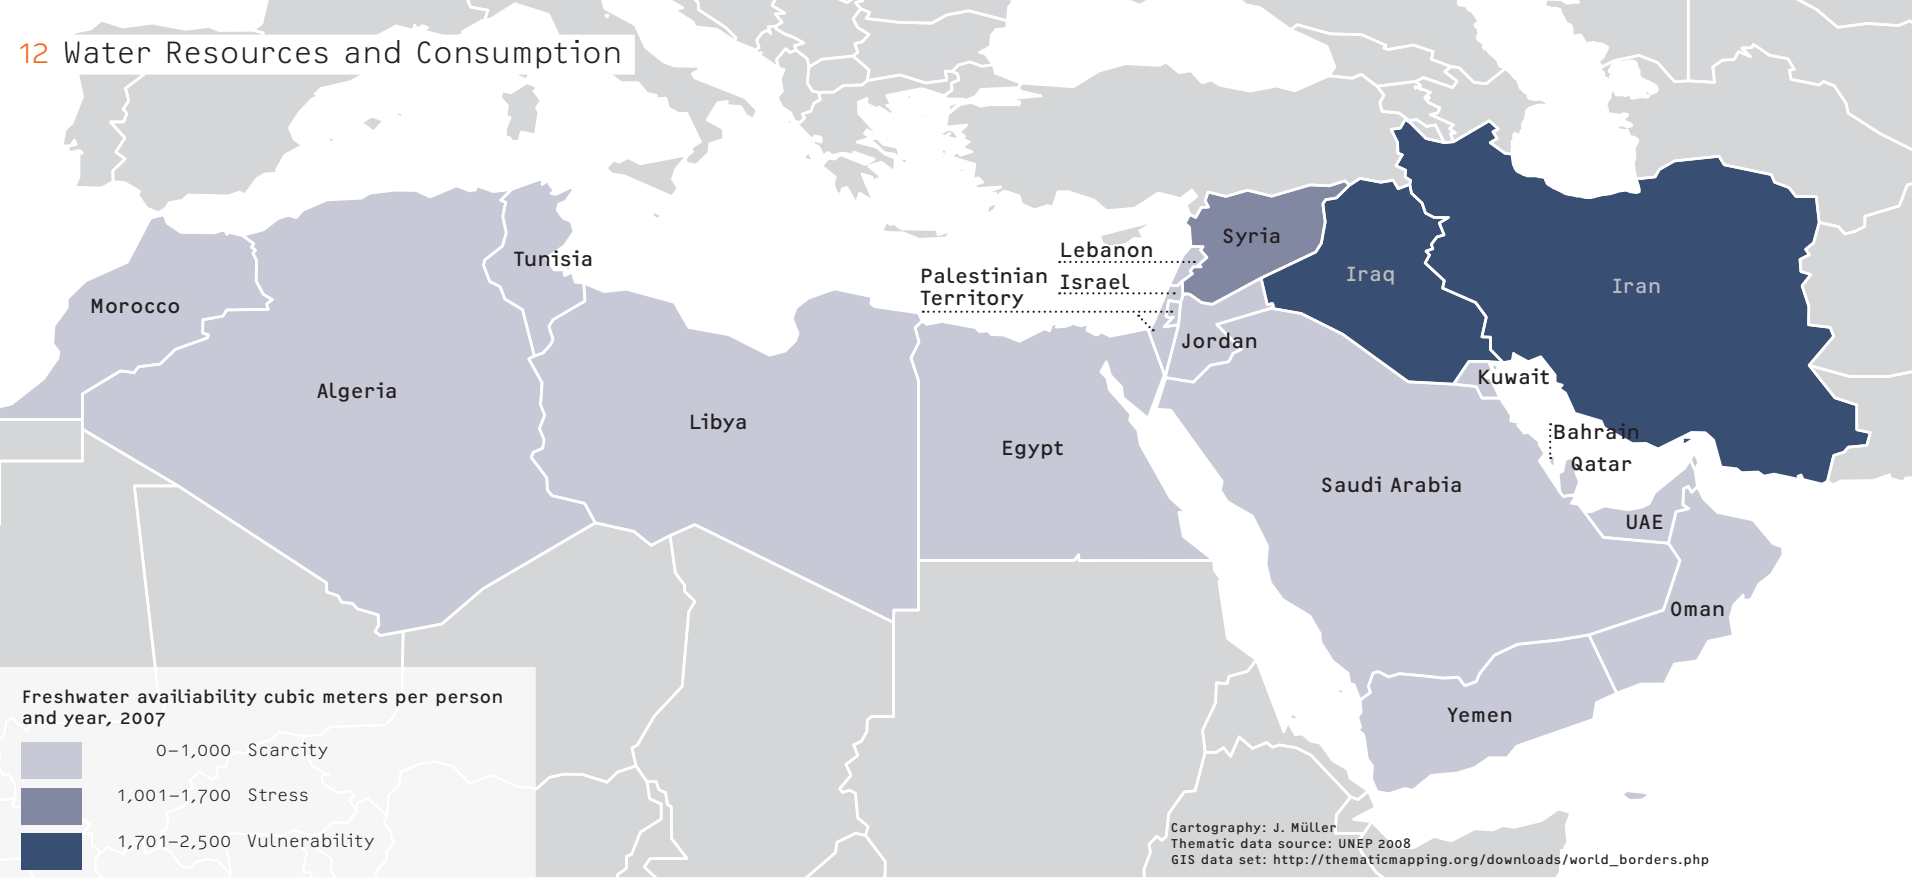 12 Water Resources and Consumption
Syria
Lebanon
Tunisia
Palestinian
Territory
Israel
Iraq
Iran
Morocco
Jordan
Kuwait
Algeria
Libya
Bahrain
Egypt
Qatar
Saudi Arabia
UAE
Oman
Yemen
Freshwater availiability cubic meters per person
and year, 2007
0–1,000 Scarcity
1,001–1,700 Stress
1,701–2,500 Vulnerability
Cartography: J. Müller
Thematic data source: UNEP 2008
GIS data set: http://thematicmapping.org/downloads/world_borders.php